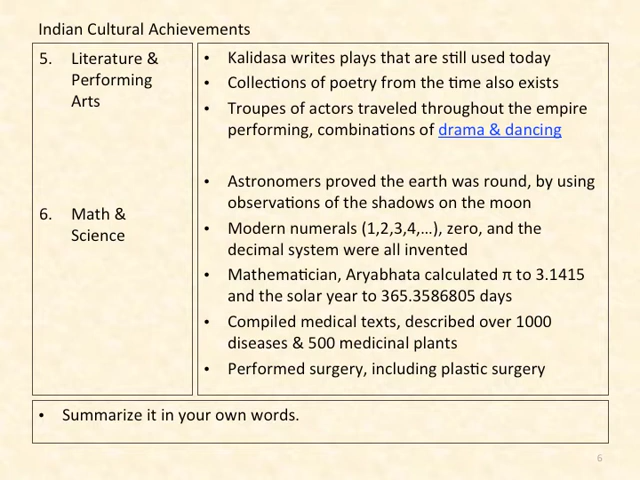 Indian Cultural Achievements
5. Literature &
Performing
Arts
• Kalidasa writes plays that are still used today
• Collections of poetry from the time also exists
• Troupes of actors traveled throughout the empire
performing, combinations of drama & dancing
6. Math &
Science
• Astronomers proved the earth was round, by using
observations of the shadows on the moon
• Modern numerals (1,2,3,4,...), zero, and the
decimal system were all invented
• Mathematician, Aryabhata calculated π to 3.1415
and the solar year to 365.3586805 days
• Compiled medical texts, described over 1000
diseases & 500 medicinal plants
• Performed surgery, including plastic surgery
• Summarize it in your own words.
6